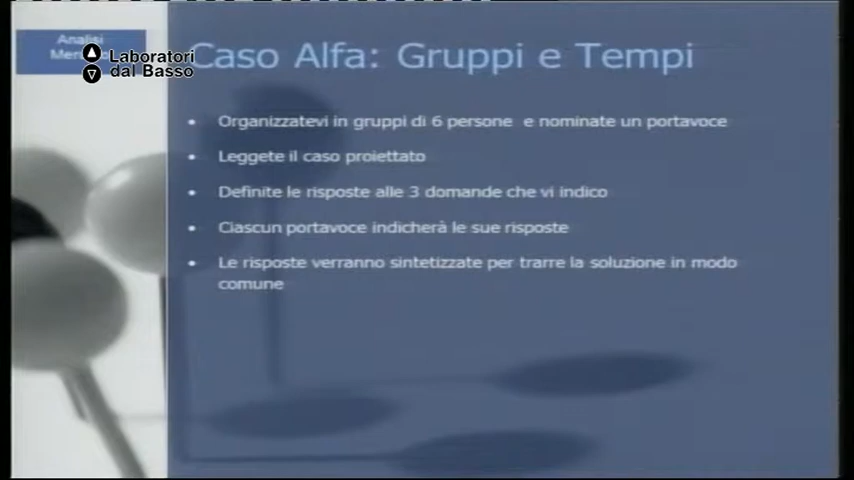 Analisi
Laboratori
dal Basso
Caso Alfa: Gruppi e Tempi
• Organizzatevi in gruppi di 6 persone e nominate un portavoce
• Leggete il caso proiettato
• Definite le risposte alle 3 domande che vi indico
• Ciascun portavoce indicherà le sue risposte
• Le risposte verranno sintetizzate per trarre la soluzione in modo
comune